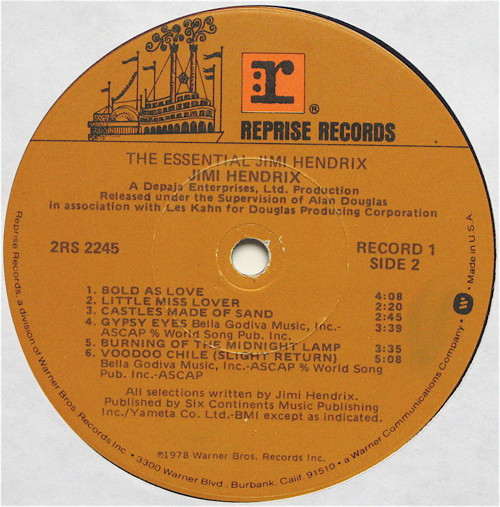 r
®
REPRISE RECORDS
THE ESSENTIAL JIMI HENDRIX
JIMI HENDRIX
A Depaja Enterprises, Ltd. Production
Released under the Supervision of Alan Douglas
in association with Les Kahn for Douglas Producing Corporation
2RS 2245
RECORD 1
SIDE 2
1. BOLD AS LOVE 4:08
2. LITTLE MISS LOVER 2:20
3. CASTLES MADE OF SAND 2:45
4. GYPSY EYES Bella Godiva Music, Inc.- 3:39
ASCAP % World Song Pub. Inc.
5. BURNING OF THE MIDNIGHT LAMP 3:35
6. VOODOO CHILE (SLIGHT RETURN) 5:08
Bella Godiva Music, Inc.-ASCAP % World Song
Pub. Inc.-ASCAP
All selections written by Jimi Hendrix.
Published by Six Continents Music Publishing
Inc./Yameta Co. Ltd.-BMI except as indicated.
℗1978 Warner Bros. Records Inc.
Reprise Records, a division of Warner Bros. Records Inc. • 3300 Warner Blvd., Burbank, Calif. 91510 • a Warner Communications Company • Made in U.S.A.